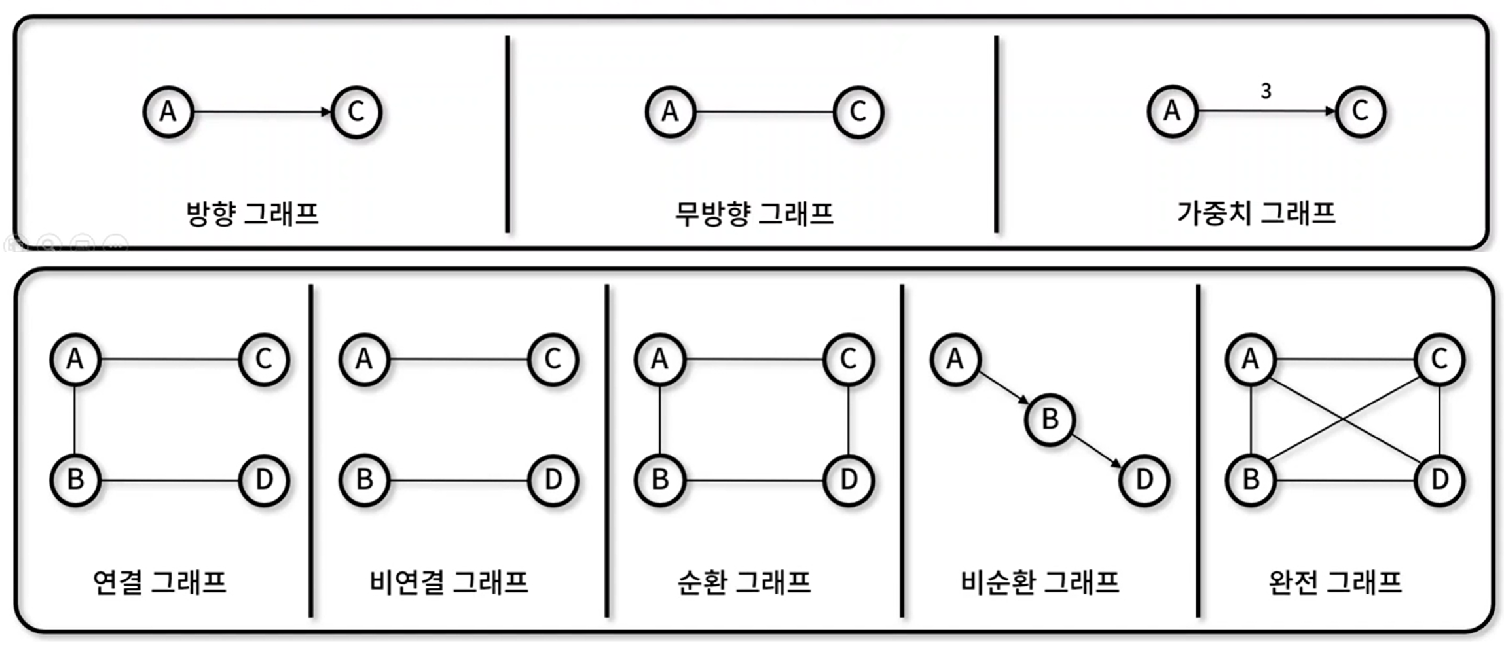 A C
방향 그래프
A C
무방향 그래프
A 3 C
가중치 그래프
A C
B D
연결 그래프
A C
B D
비연결 그래프
A C
B D
순환 그래프
A
B
D
비순환 그래프
A C
B D
완전 그래프